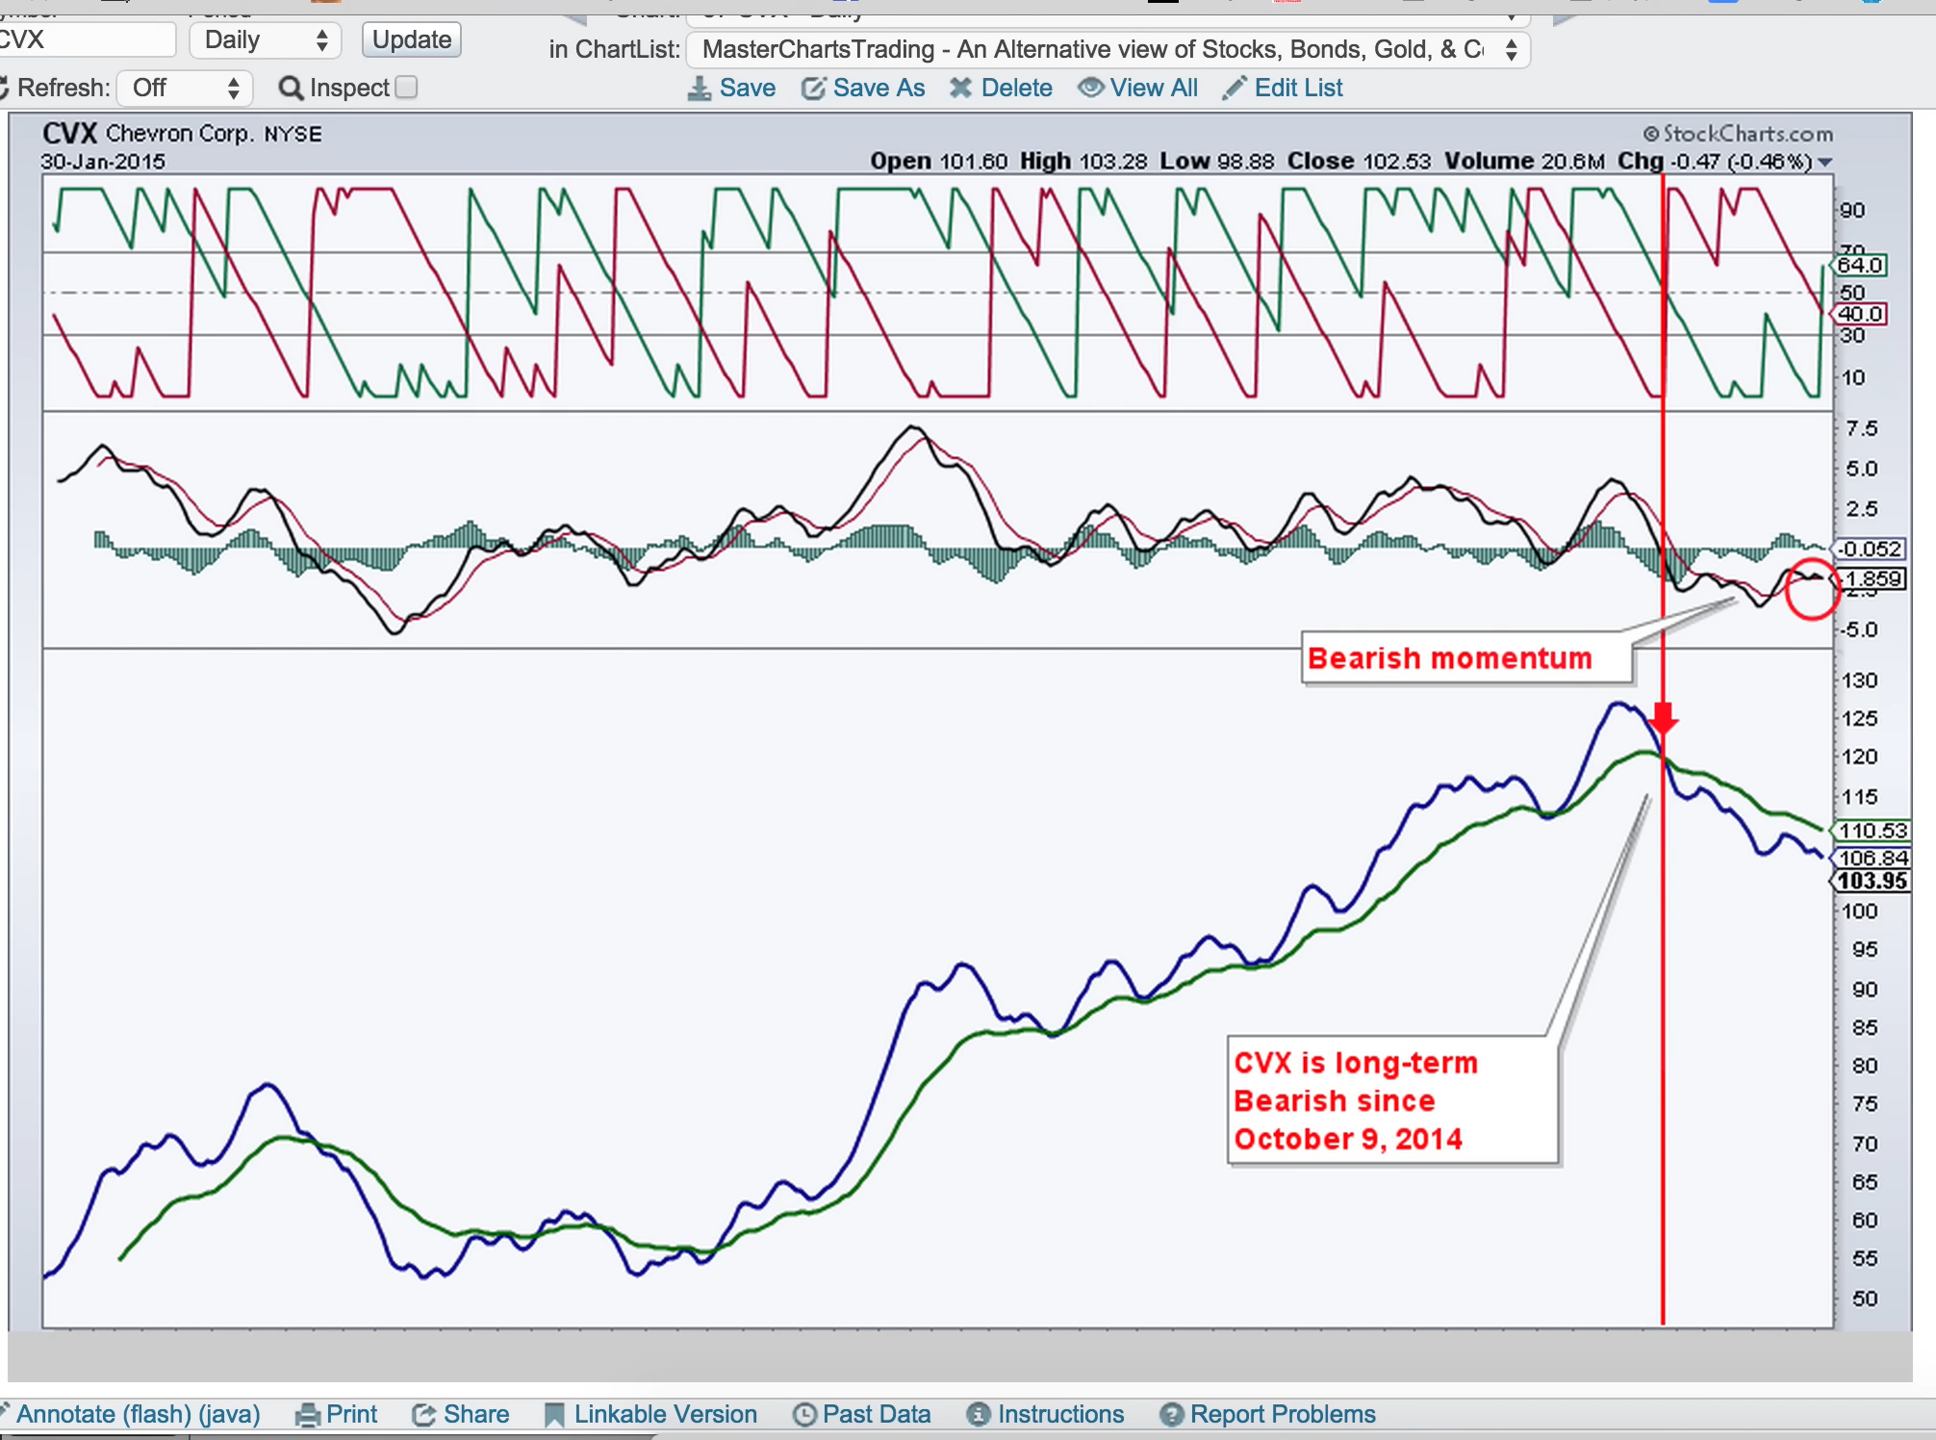 CVX
Daily
Update
in ChartList:
MasterChartsTrading - An Alternative view of Stocks, Bonds, Gold, &
Refresh:
Off
Inspect
Save
Save As
Delete
View All
Edit List
CVX Chevron Corp. NYSE
© StockCharts.com
30-Jan-2015
Open 101.60 High 103.28 Low 98.88 Close 102.53 Volume 20.6M Chg -0.47 (-0.46%)
90
70
64.0
50
40.0
30
10
7.5
5.0
2.5
-0.052
-1.859
-2.5
-5.0
Bearish momentum
130
125
120
115
110.53
106.84
103.95
100
95
90
85
80
75
70
65
60
55
50
CVX is long-term
Bearish since
October 9, 2014
Annotate (flash) (java)
Print
Share
Linkable Version
Past Data
Instructions
Report Problems